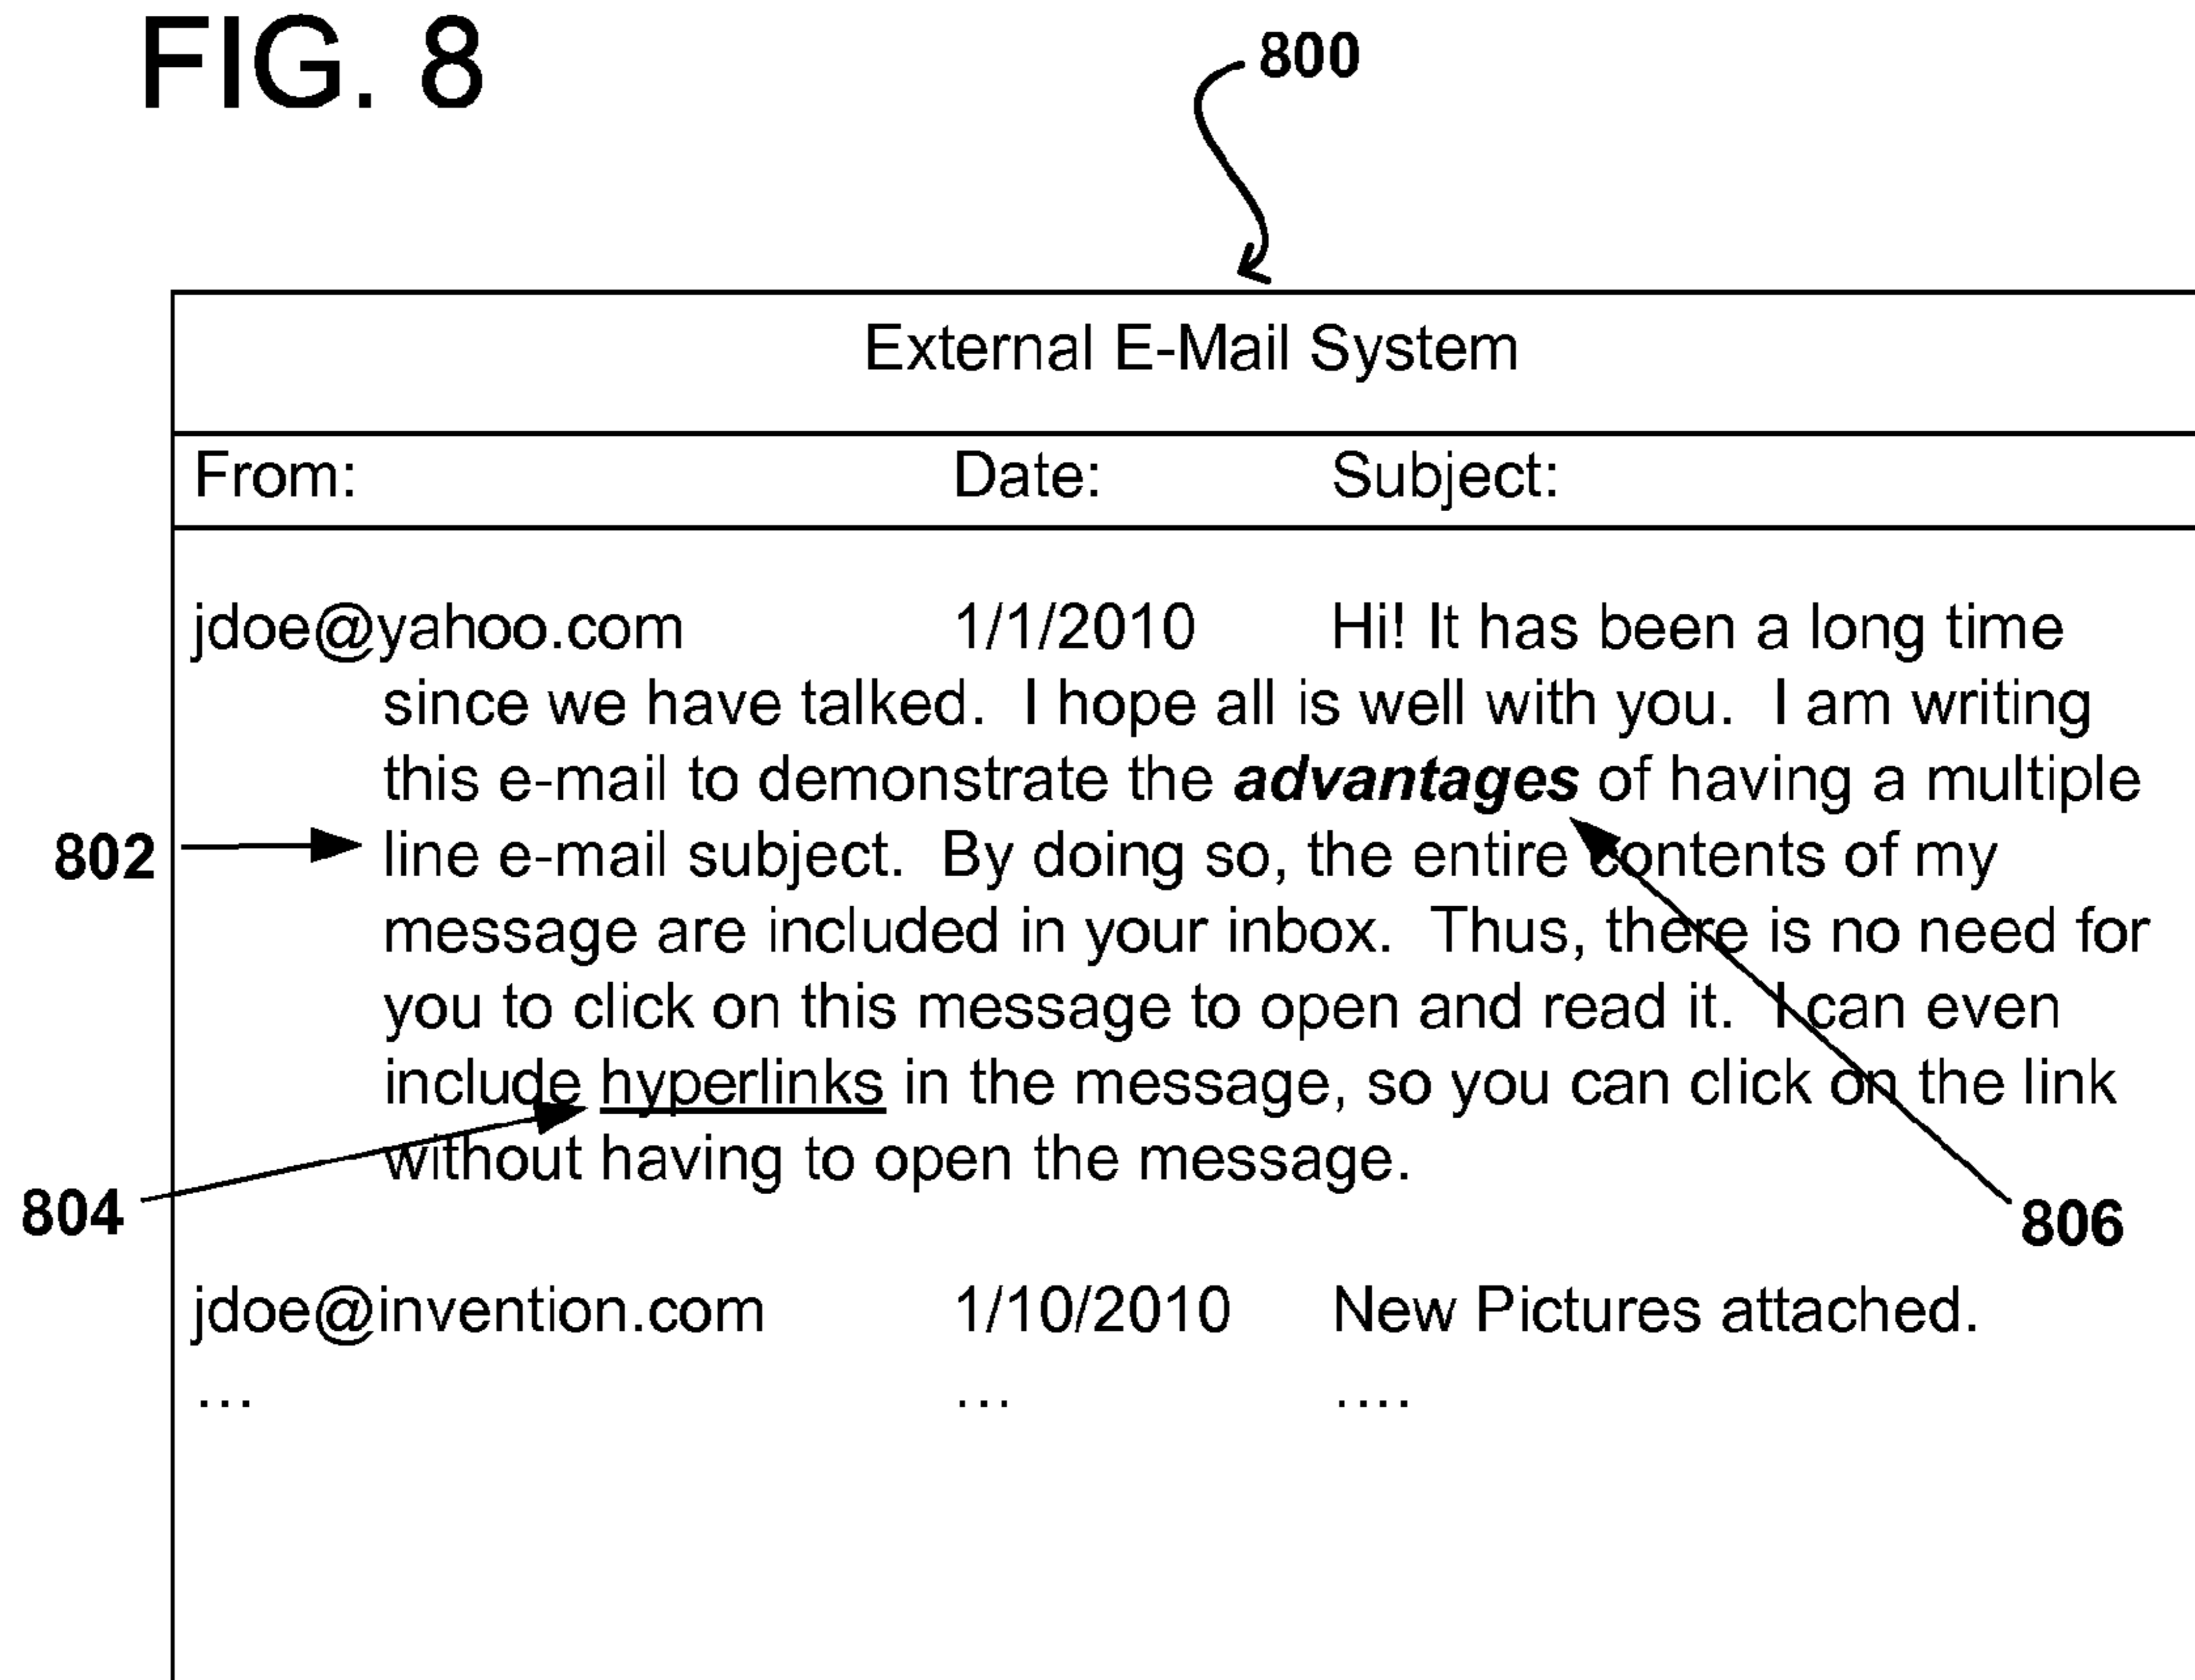 FIG. 8
800
External E-Mail System
From: Date: Subject:
jdoe@yahoo.com 1/1/2010 Hi! It has been a long time
since we have talked. I hope all is well with you. I am writing
this e-mail to demonstrate the advantages of having a multiple
802 line e-mail subject. By doing so, the entire contents of my
message are included in your inbox. Thus, there is no need for
you to click on this message to open and read it. I can even
include hyperlinks in the message, so you can click on the link
without having to open the message.
804 806
jdoe@invention.com 1/10/2010 New Pictures attached.
... ... ....